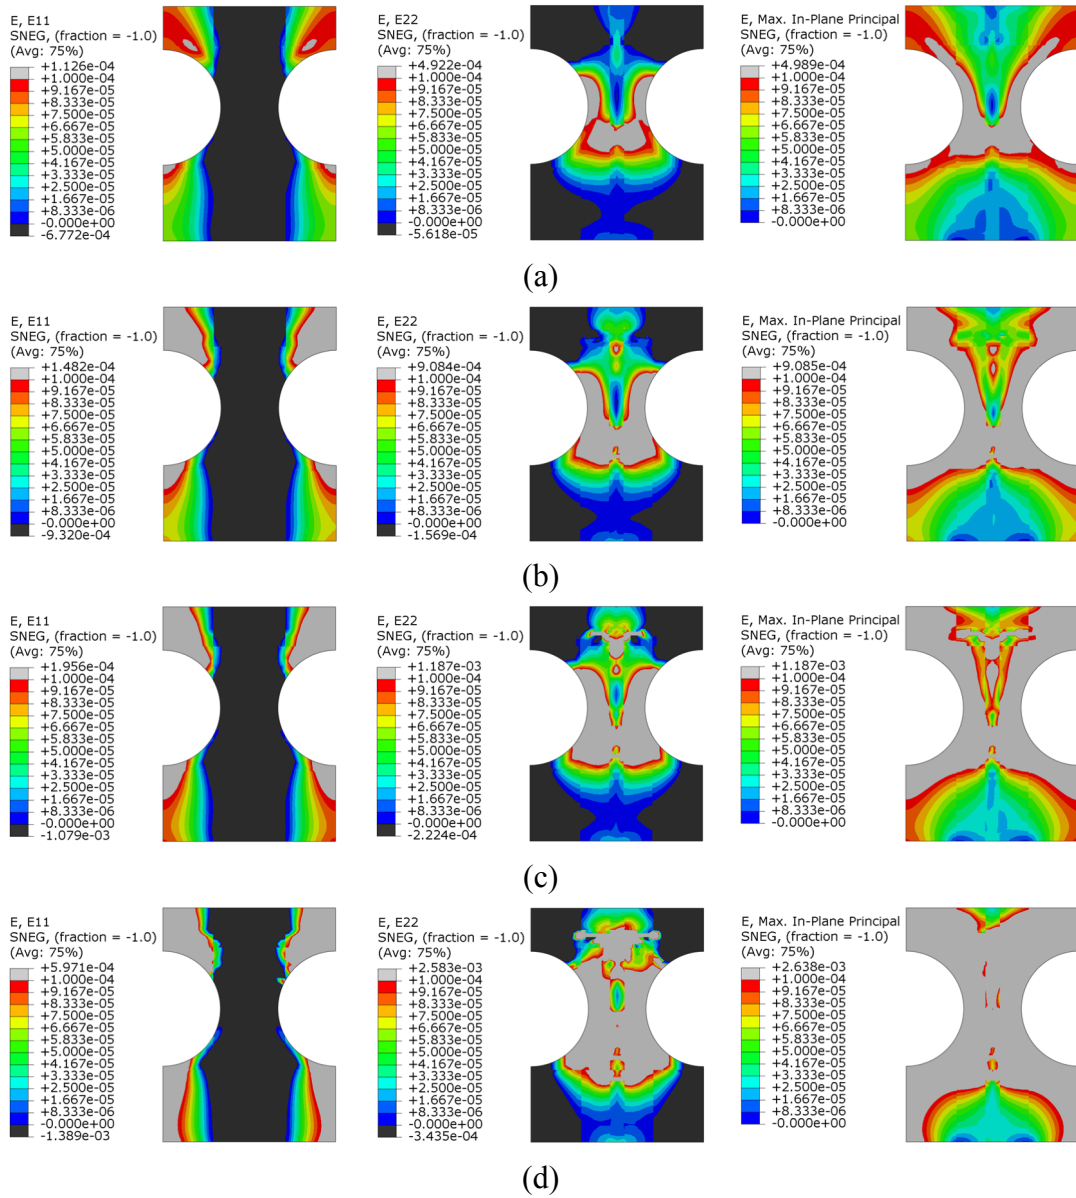 E, E11
SNEG, (fraction = -1.0)
(Avg: 75%)
+1.126e-04
+1.000e-04
+9.167e-05
+8.333e-05
+7.500e-05
+6.667e-05
+5.833e-05
+5.000e-05
+4.167e-05
+3.333e-05
+2.500e-05
+1.667e-05
+8.333e-06
-0.000e+00
-6.772e-04
E, E22
SNEG, (fraction = -1.0)
(Avg: 75%)
+4.922e-04
+1.000e-04
+9.167e-05
+8.333e-05
+7.500e-05
+6.667e-05
+5.833e-05
+5.000e-05
+4.167e-05
+3.333e-05
+2.500e-05
+1.667e-05
+8.333e-06
-0.000e+00
-5.618e-05
E, Max. In-Plane Principal
SNEG, (fraction = -1.0)
(Avg: 75%)
+4.989e-04
+1.000e-04
+9.167e-05
+8.333e-05
+7.500e-05
+6.667e-05
+5.833e-05
+5.000e-05
+4.167e-05
+3.333e-05
+2.500e-05
+1.667e-05
+8.333e-06
-0.000e+00
(a)
E, E11
SNEG, (fraction = -1.0)
(Avg: 75%)
+1.482e-04
+1.000e-04
+9.167e-05
+8.333e-05
+7.500e-05
+6.667e-05
+5.833e-05
+5.000e-05
+4.167e-05
+3.333e-05
+2.500e-05
+1.667e-05
+8.333e-06
-0.000e+00
-9.320e-04
E, E22
SNEG, (fraction = -1.0)
(Avg: 75%)
+9.084e-04
+1.000e-04
+9.167e-05
+8.333e-05
+7.500e-05
+6.667e-05
+5.833e-05
+5.000e-05
+4.167e-05
+3.333e-05
+2.500e-05
+1.667e-05
+8.333e-06
-0.000e+00
-1.569e-04
E, Max. In-Plane Principal
SNEG, (fraction = -1.0)
(Avg: 75%)
+9.085e-04
+1.000e-04
+9.167e-05
+8.333e-05
+7.500e-05
+6.667e-05
+5.833e-05
+5.000e-05
+4.167e-05
+3.333e-05
+2.500e-05
+1.667e-05
+8.333e-06
-0.000e+00
(b)
E, E11
SNEG, (fraction = -1.0)
(Avg: 75%)
+1.956e-04
+1.000e-04
+9.167e-05
+8.333e-05
+7.500e-05
+6.667e-05
+5.833e-05
+5.000e-05
+4.167e-05
+3.333e-05
+2.500e-05
+1.667e-05
+8.333e-06
-0.000e+00
-1.079e-03
E, E22
SNEG, (fraction = -1.0)
(Avg: 75%)
+1.187e-03
+1.000e-04
+9.167e-05
+8.333e-05
+7.500e-05
+6.667e-05
+5.833e-05
+5.000e-05
+4.167e-05
+3.333e-05
+2.500e-05
+1.667e-05
+8.333e-06
-0.000e+00
-2.224e-04
E, Max. In-Plane Principal
SNEG, (fraction = -1.0)
(Avg: 75%)
+1.187e-03
+1.000e-04
+9.167e-05
+8.333e-05
+7.500e-05
+6.667e-05
+5.833e-05
+5.000e-05
+4.167e-05
+3.333e-05
+2.500e-05
+1.667e-05
+8.333e-06
-0.000e+00
(c)
E, E11
SNEG, (fraction = -1.0)
(Avg: 75%)
+5.971e-04
+1.000e-04
+9.167e-05
+8.333e-05
+7.500e-05
+6.667e-05
+5.833e-05
+5.000e-05
+4.167e-05
+3.333e-05
+2.500e-05
+1.667e-05
+8.333e-06
-0.000e+00
-1.389e-03
E, E22
SNEG, (fraction = -1.0)
(Avg: 75%)
+2.583e-03
+1.000e-04
+9.167e-05
+8.333e-05
+7.500e-05
+6.667e-05
+5.833e-05
+5.000e-05
+4.167e-05
+3.333e-05
+2.500e-05
+1.667e-05
+8.333e-06
-0.000e+00
-3.435e-04
E, Max. In-Plane Principal
SNEG, (fraction = -1.0)
(Avg: 75%)
+2.638e-03
+1.000e-04
+9.167e-05
+8.333e-05
+7.500e-05
+6.667e-05
+5.833e-05
+5.000e-05
+4.167e-05
+3.333e-05
+2.500e-05
+1.667e-05
+8.333e-06
-0.000e+00
(d)